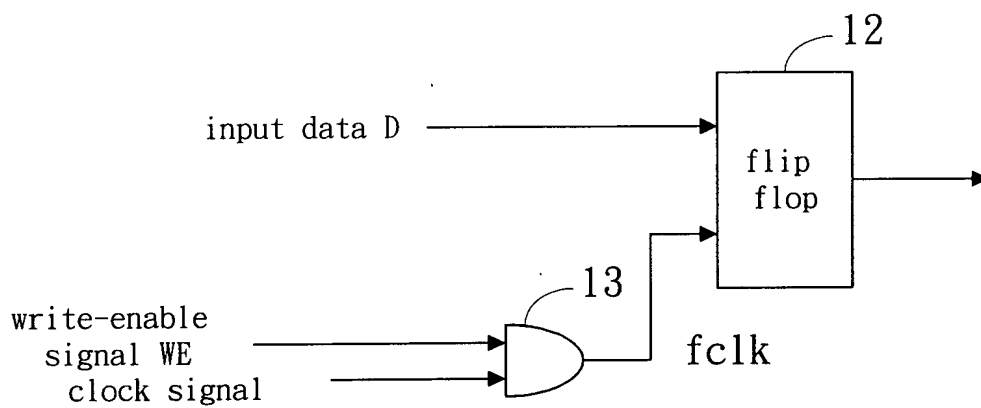 12
input data D
flip
flop
13
write-enable
signal WE
clock signal
fclk